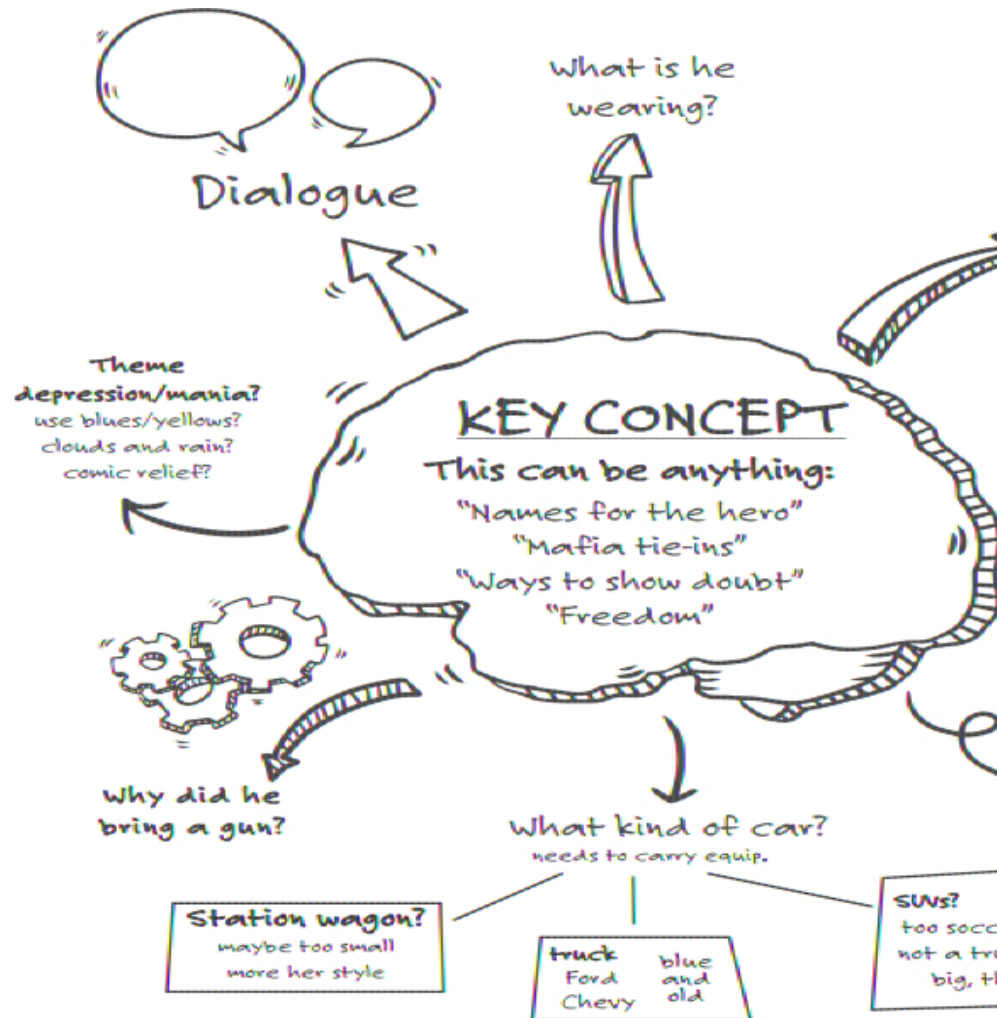 What is he
wearing?
Dialogue
Theme
depression/mania?
use blues/yellows?
clouds and rain?
comic relief?
KEY CONCEPT
This can be anything:
"Names for the hero"
"Mafia tie-ins"
"Ways to show doubt"
"Freedom"
Why did he
bring a gun?
What kind of car?
needs to carry equip.
Station wagon?
maybe too small
more her style
truck
Ford
Chevy
blue
and
old
SUVs?
too
not a
big,